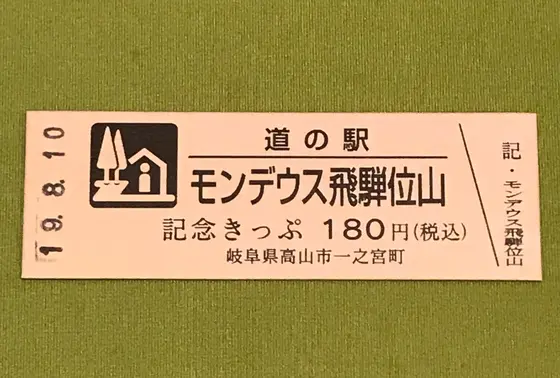 19.8.10
道の駅
モンデウス飛騨位山
記念きっぷ 180円(税込)
岐阜県高山市一之宮町
記・モンデウス飛騨位山